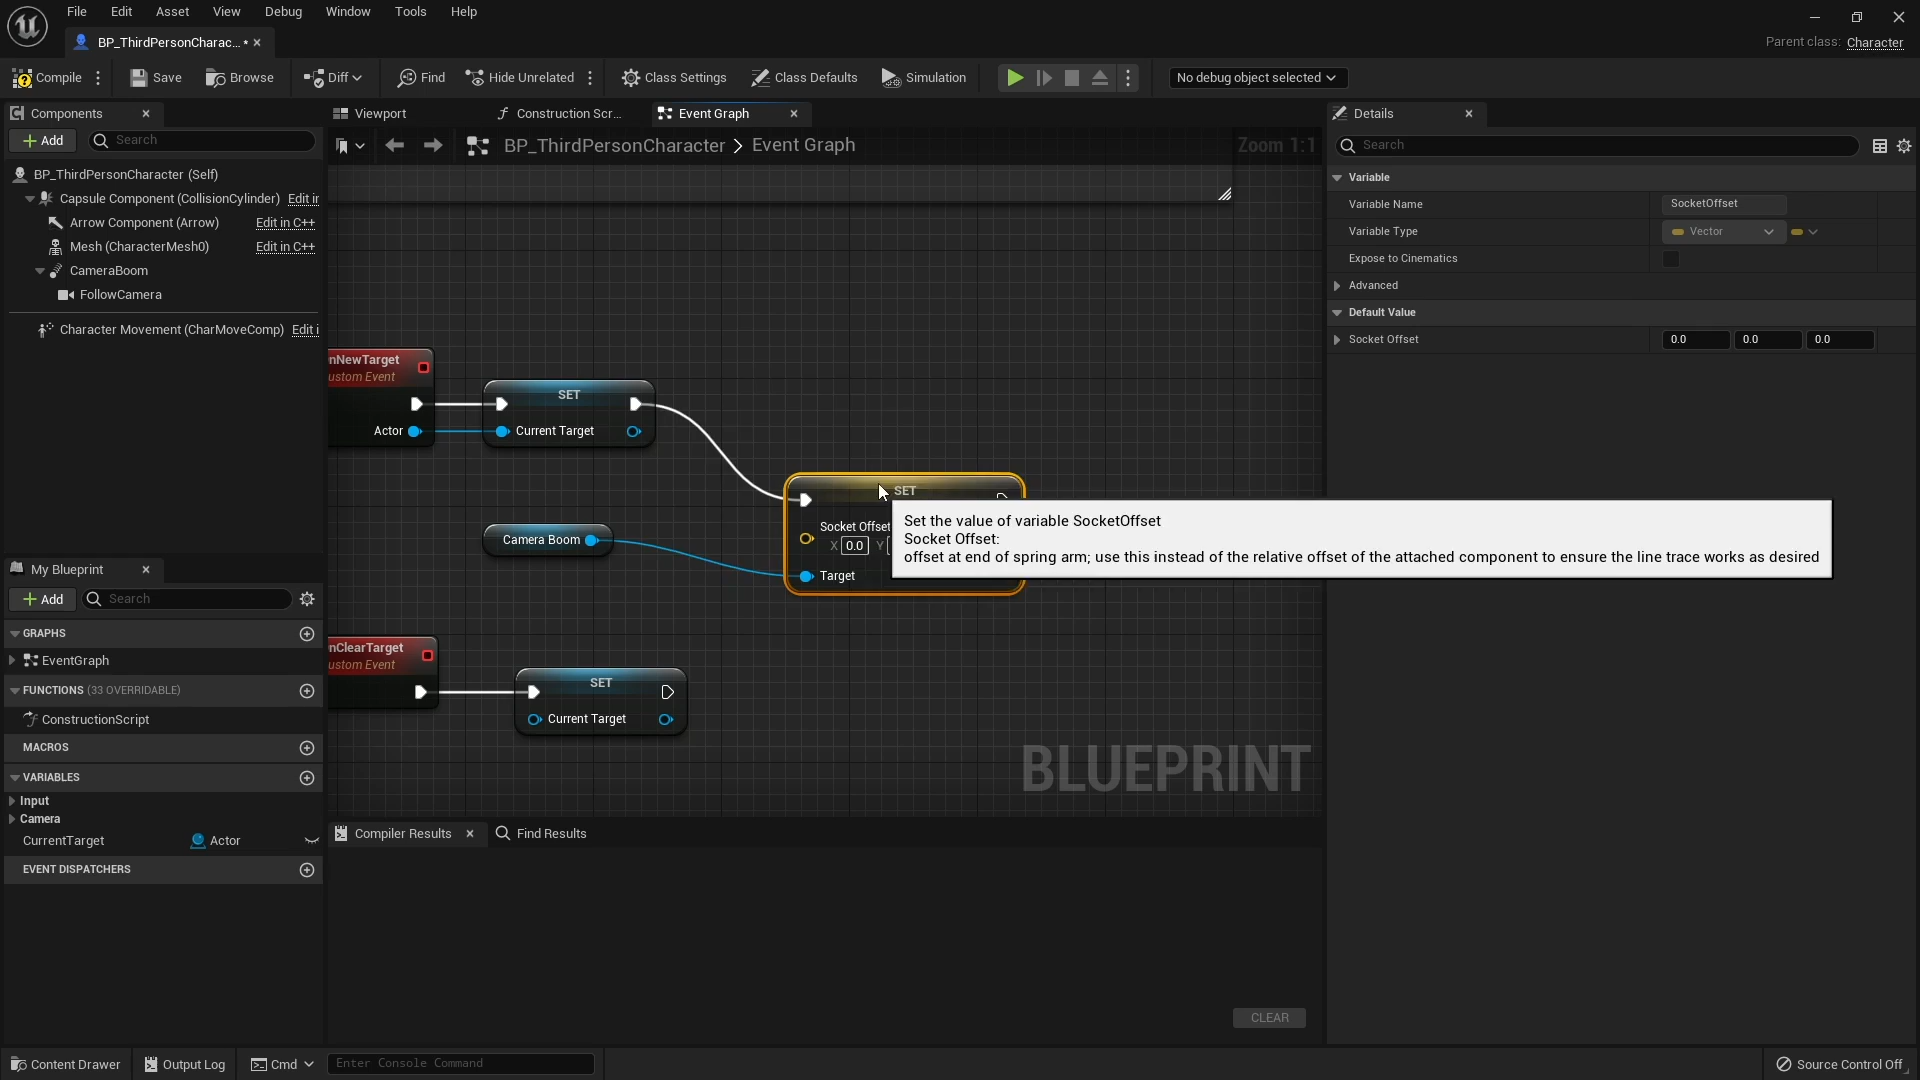 File Edit Asset View Debug Window Tools Help
BP_ThirdPersonCharac... •
Parent class: Character
Compile Save Browse Diff Find Hide Unrelated Class Settings Class Defaults Simulation No debug object selected
Components Viewport Construction Scr... Event Graph Details
Add Search
BP_ThirdPersonCharacter > Event Graph
Zoom 1:1
Search
BP_ThirdPersonCharacter (Self)
Capsule Component (CollisionCylinder) Edit in
Arrow Component (Arrow) Edit in C++
Mesh (CharacterMesh0) Edit in C++
CameraBoom
FollowCamera
Character Movement (CharMoveComp) Edit i
Variable
Variable Name SocketOffset
Variable Type Vector
Expose to Cinematics
Advanced
Default Value
Socket Offset 0.0 0.0 0.0
nNewTarget
ustom Event
Actor
SET
Current Target
Camera Boom
SET
Socket Offset
X 0.0 Y
Target
Set the value of variable SocketOffset
Socket Offset:
offset at end of spring arm; use this instead of the relative offset of the attached component to ensure the line trace works as desired
nClearTarget
ustom Event
SET
Current Target
BLUEPRINT
My Blueprint
Add Search
GRAPHS
EventGraph
FUNCTIONS (33 OVERRIDABLE)
ConstructionScript
MACROS
VARIABLES
Input
Camera
CurrentTarget Actor
EVENT DISPATCHERS
Compiler Results Find Results
CLEAR
Content Drawer Output Log Cmd Enter Console Command Source Control Off